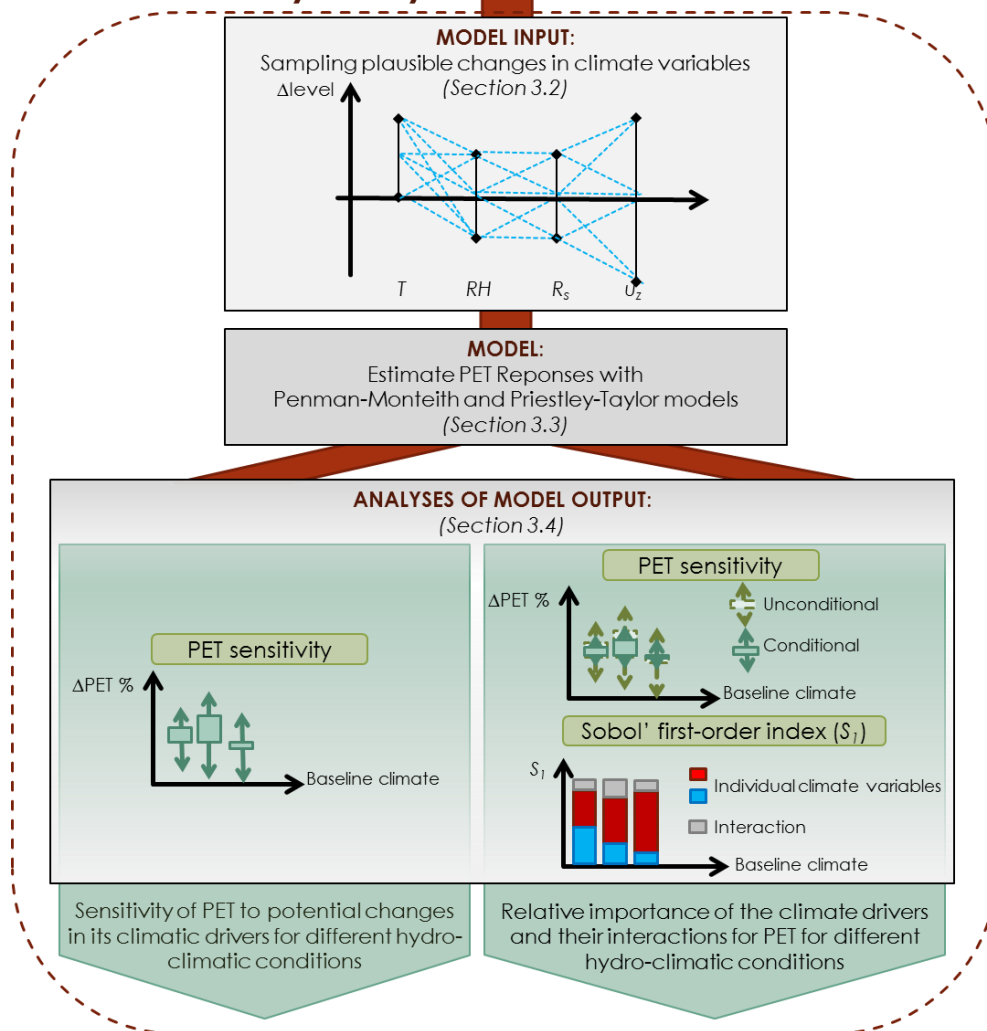 MODEL INPUT:
Sampling plausible changes in climate variables
(Section 3.2)
Δlevel
T RH Rs uz
MODEL:
Estimate PET Reponses with
Penman-Monteith and Priestley-Taylor models
(Section 3.3)
ANALYSES OF MODEL OUTPUT:
(Section 3.4)
PET sensitivity
ΔPET %
Baseline climate
PET sensitivity
ΔPET %
Unconditional
Conditional
Baseline climate
Sobol’ first-order index (S1)
S1
Individual climate variables
Interaction
Baseline climate
Sensitivity of PET to potential changes
in its climatic drivers for different hydro-
climatic conditions
Relative importance of the climate drivers
and their interactions for PET for different
hydro-climatic conditions